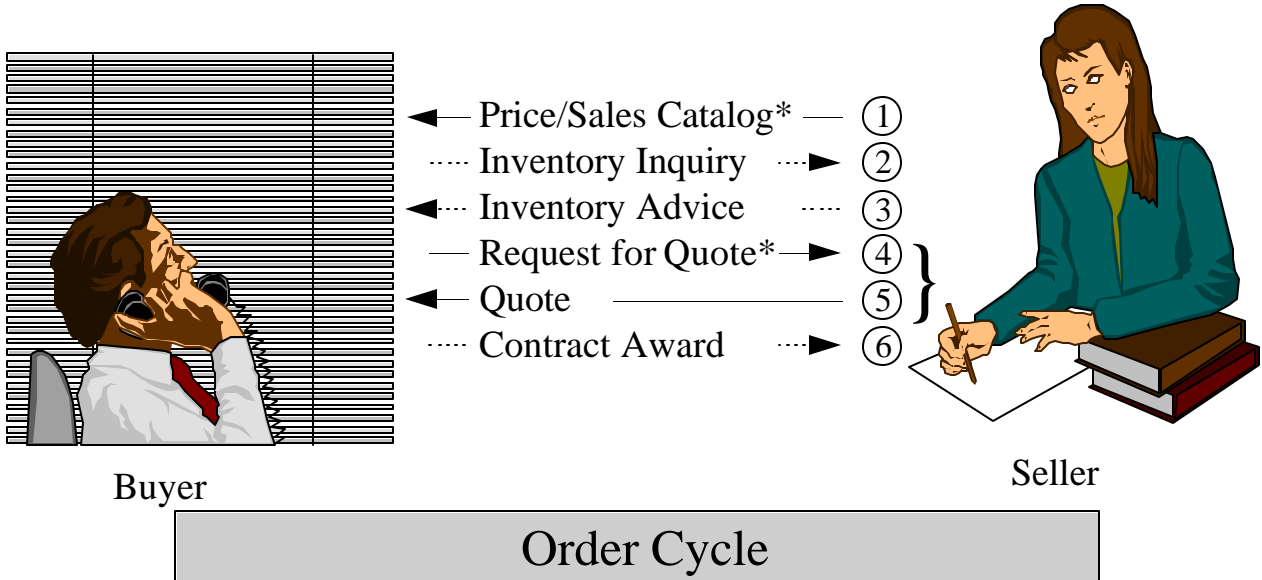 Price/Sales Catalog* 1
Inventory Inquiry 2
Inventory Advice 3
Request for Quote* 4
Quote 5
Contract Award 6
Buyer
Seller
Order Cycle